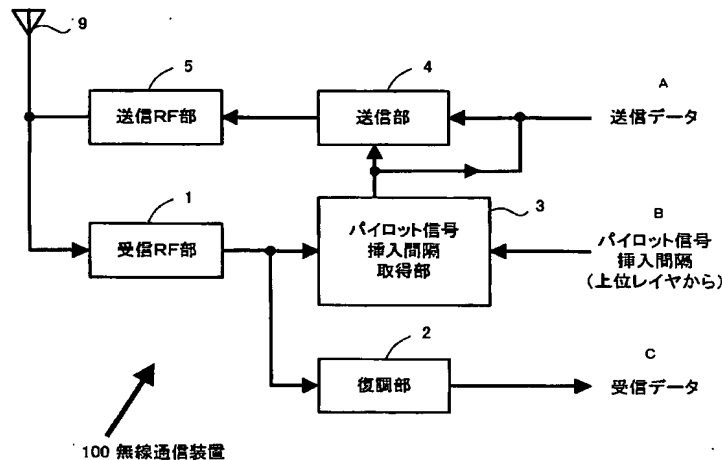 9
5
送信RF部
4
送信部
A
送信データ
1
受信RF部
3
パイロット信号
挿入間隔
取得部
B
パイロット信号
挿入間隔
(上位レイヤから)
2
復調部
C
受信データ
100 無線通信装置